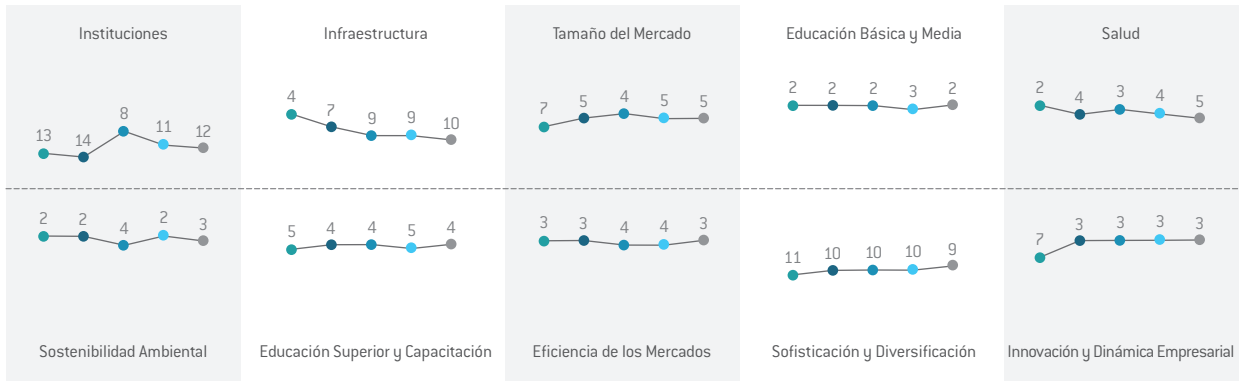 Instituciones
Infraestructura
Tamaño del Mercado
Educación Básica y Media
Salud
13 14 8 11 12
4 7 9 9 10
7 5 4 5 5
2 2 2 3 2
2 4 3 4 5
2 2 4 2 3
5 4 4 5 4
3 3 4 4 3
11 10 10 10 9
7 3 3 3 3
Sostenibilidad Ambiental
Educación Superior y Capacitación
Eficiencia de los Mercados
Sofisticación y Diversificación
Innovación y Dinámica Empresarial